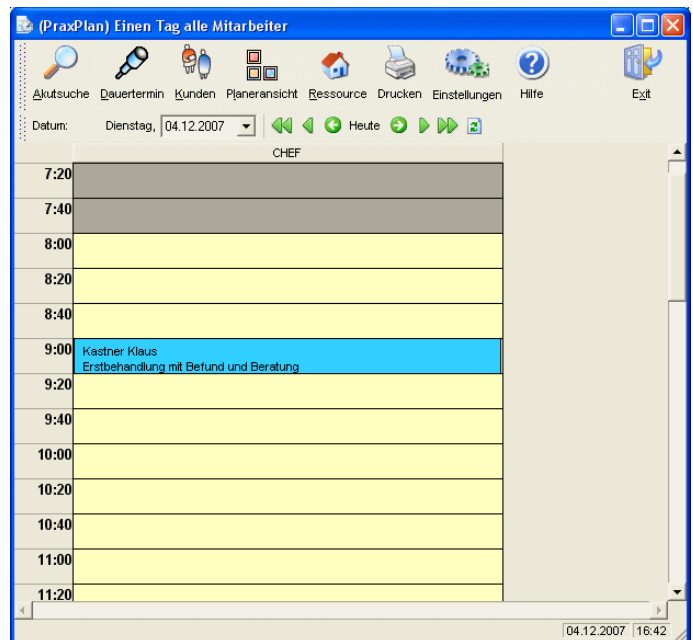 (PraxPlan) Einen Tag alle Mitarbeiter
Akutsuche Dauertermin Kunden Planeransicht Ressource Drucken Einstellungen Hilfe Exit
Datum: Dienstag, 04.12.2007 Heute
CHEF
7:20
7:40
8:00
8:20
8:40
9:00 Kastner Klaus
Erstbehandlung mit Befund und Beratung
9:20
9:40
10:00
10:20
10:40
11:00
11:20
04.12.2007 16:42